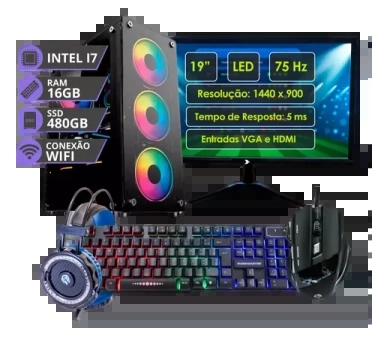 INTEL I7
RAM
16GB
SSD
480GB
CONEXÃO
WIFI
19" LED 75 Hz
Resolução: 1440 x 900
Tempo de Resposta: 5 ms
Entradas VGA e HDMI